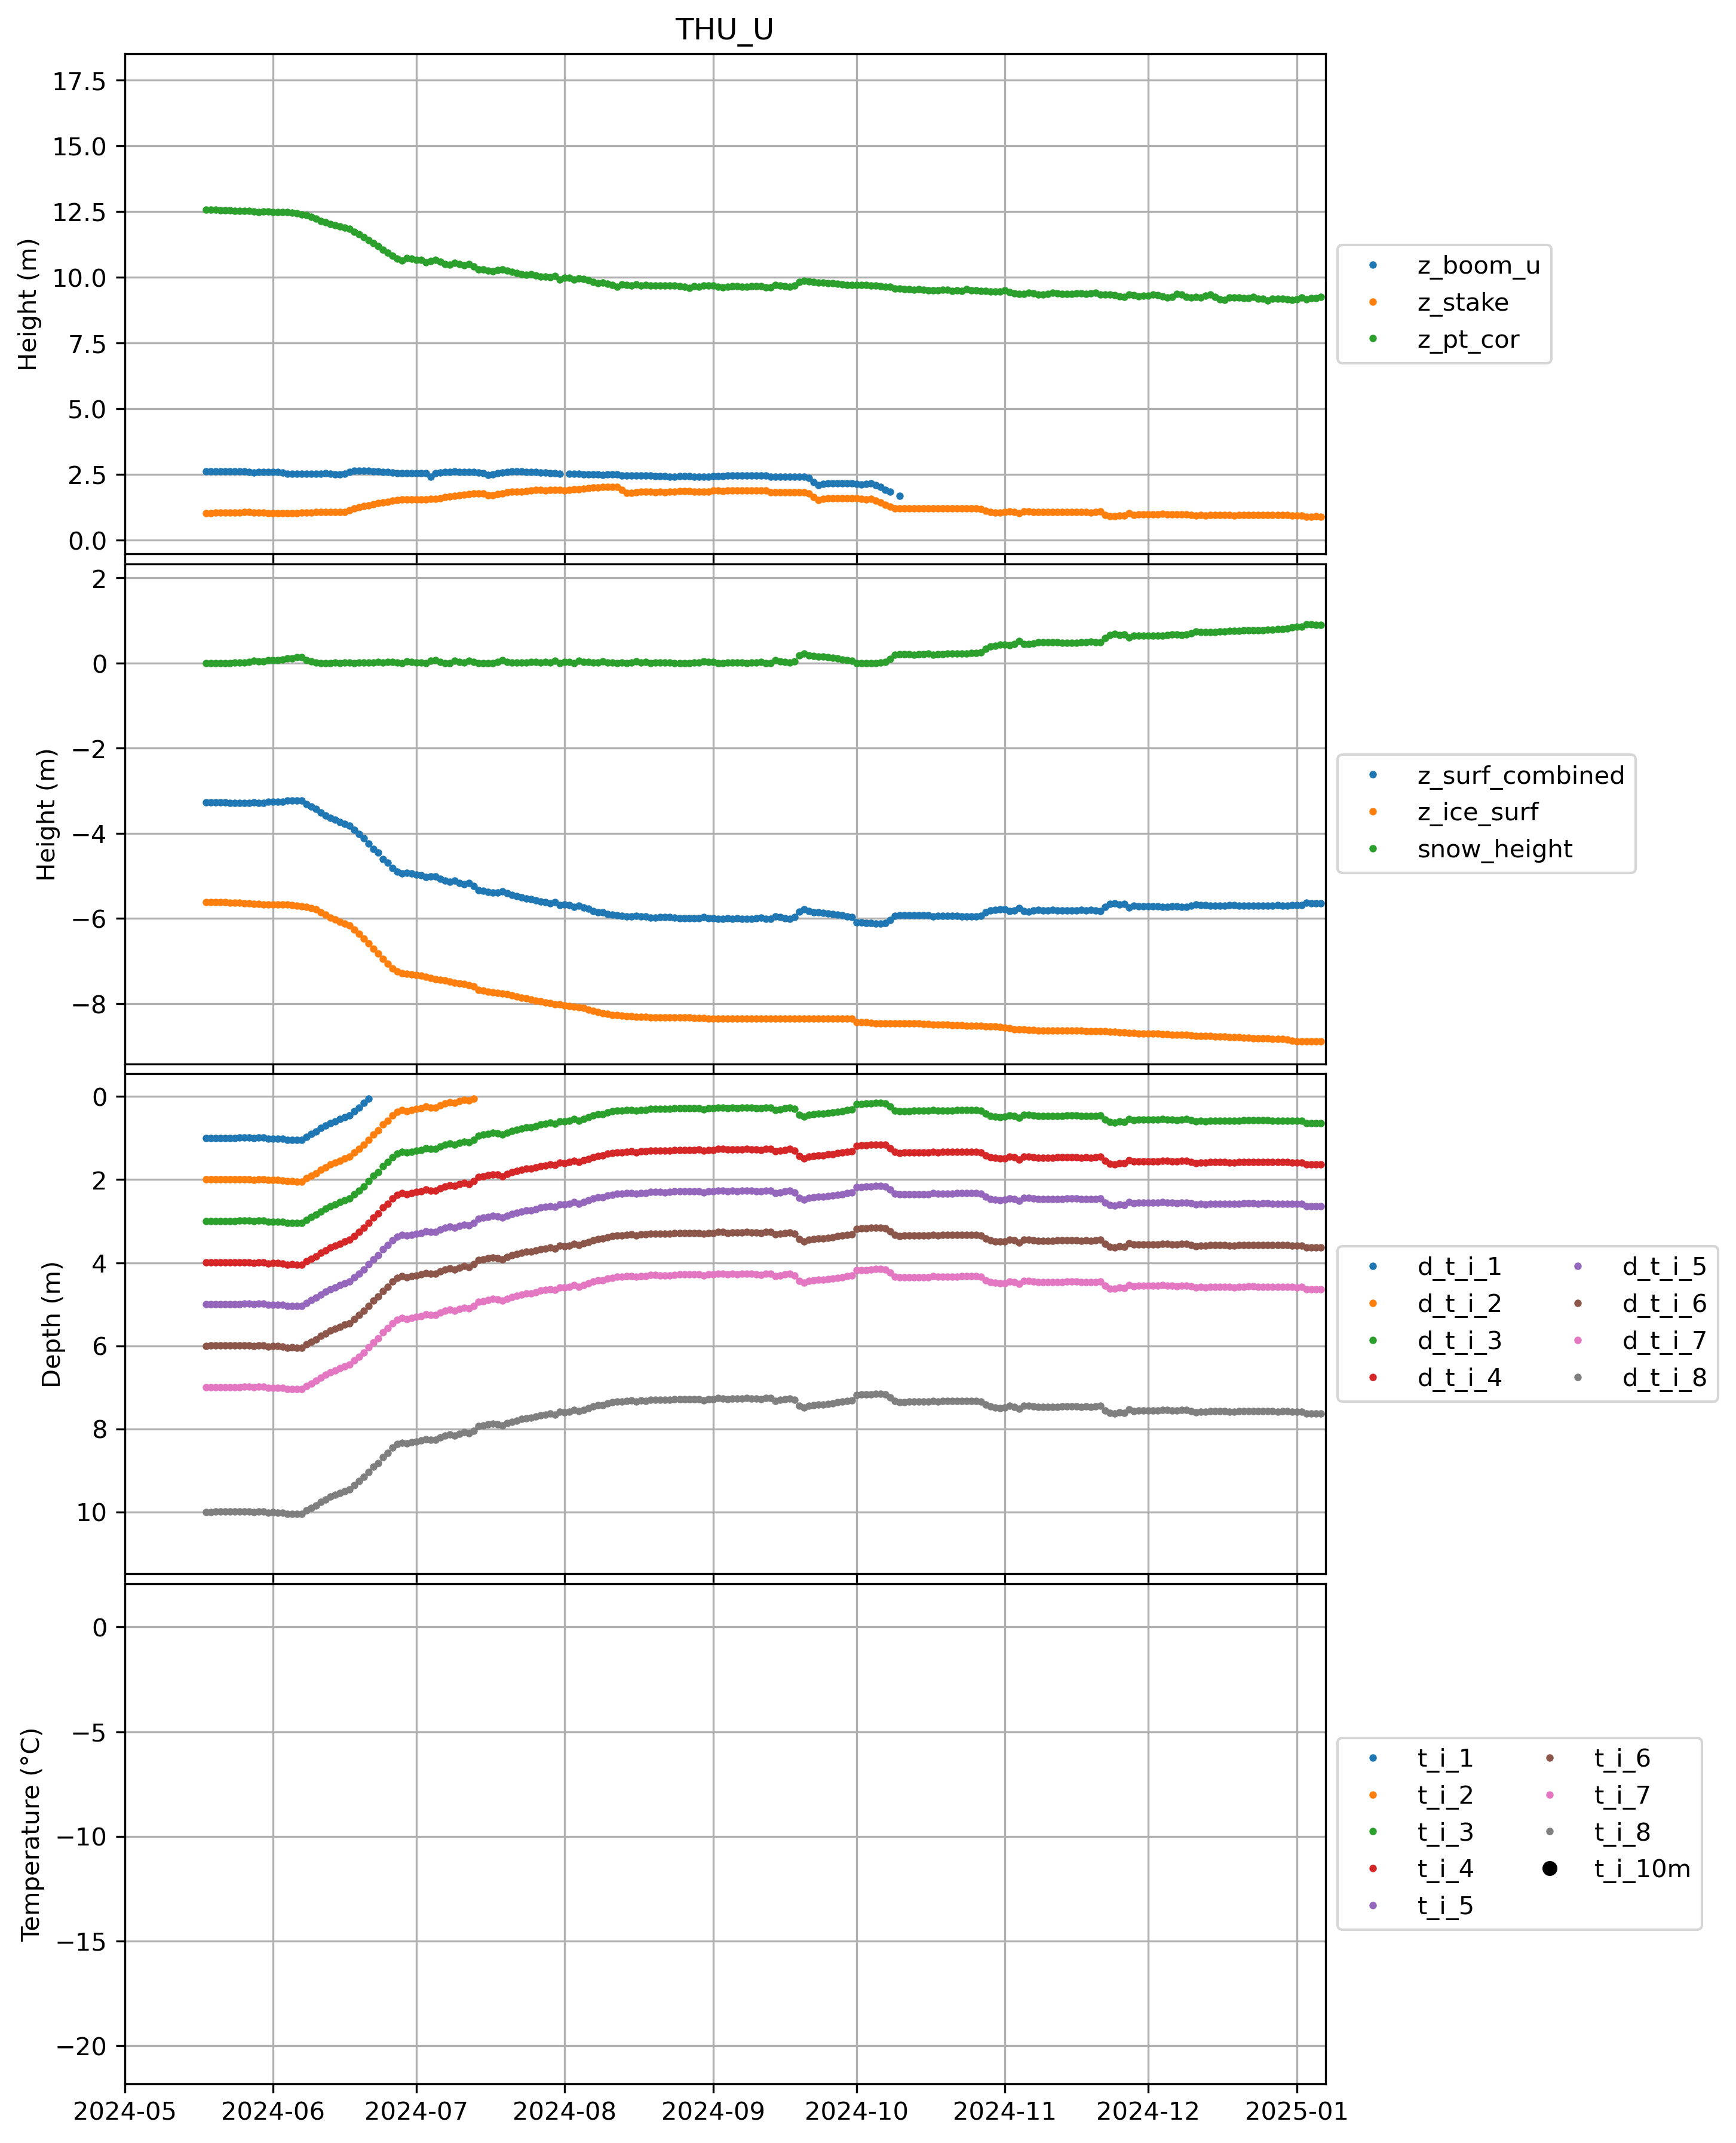 THU_U
17.5
15.0
12.5
10.0
7.5
5.0
2.5
0.0
Height (m)
z_boom_u
z_stake
z_pt_cor
2
0
−2
−4
−6
−8
Height (m)
z_surf_combined
z_ice_surf
snow_height
0
2
4
6
8
10
Depth (m)
d_t_i_1
d_t_i_2
d_t_i_3
d_t_i_4
d_t_i_5
d_t_i_6
d_t_i_7
d_t_i_8
0
−5
−10
−15
−20
Temperature (°C)
t_i_1
t_i_2
t_i_3
t_i_4
t_i_5
t_i_6
t_i_7
t_i_8
t_i_10m
2024-05 2024-06 2024-07 2024-08 2024-09 2024-10 2024-11 2024-12 2025-01